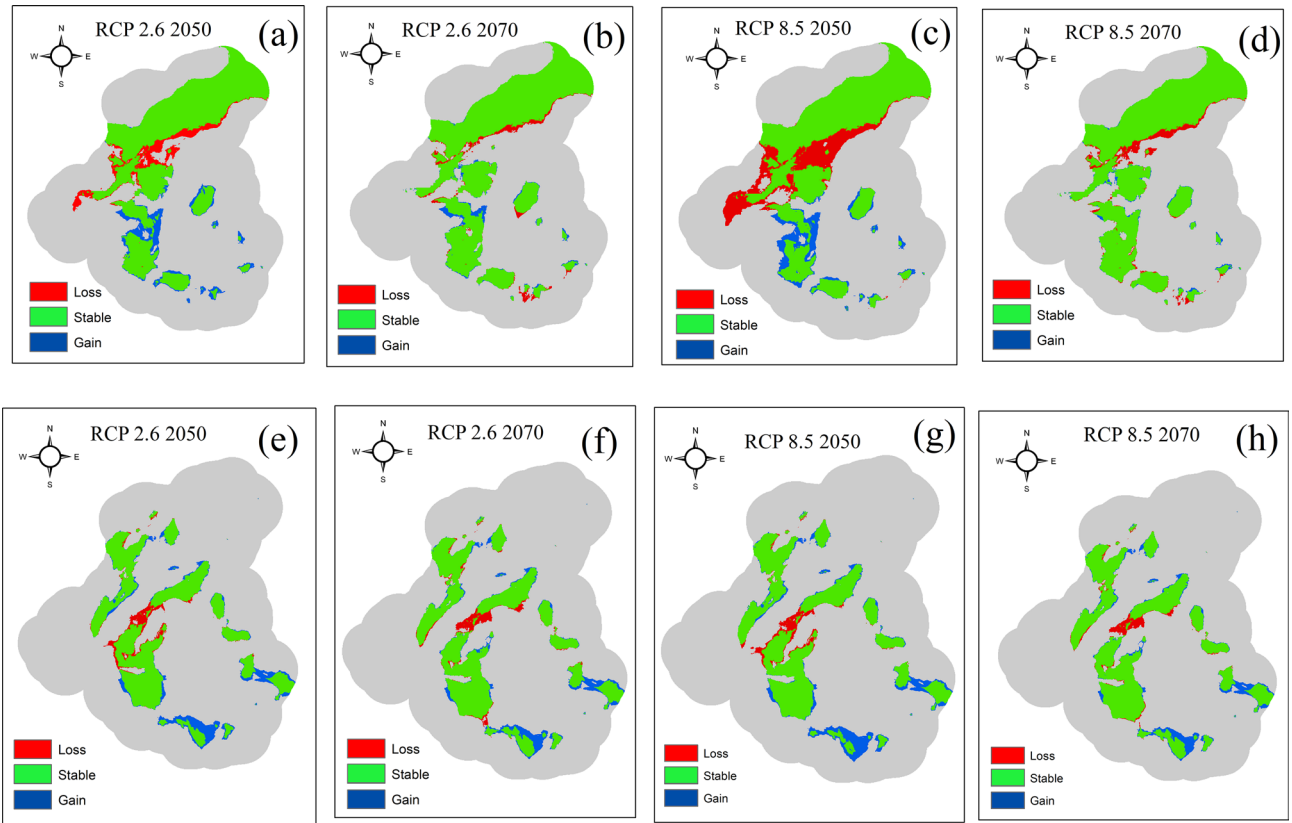 RCP 2.6 2050 (a)
N
W E
S
Loss
Stable
Gain
RCP 2.6 2070 (b)
N
W E
S
Loss
Stable
Gain
RCP 8.5 2050 (c)
N
W E
S
Loss
Stable
Gain
RCP 8.5 2070 (d)
N
W E
S
Loss
Stable
Gain
RCP 2.6 2050 (e)
N
W E
S
Loss
Stable
Gain
RCP 2.6 2070 (f)
N
W E
S
Loss
Stable
Gain
RCP 8.5 2050 (g)
N
W E
S
Loss
Stable
Gain
RCP 8.5 2070 (h)
N
W E
S
Loss
Stable
Gain